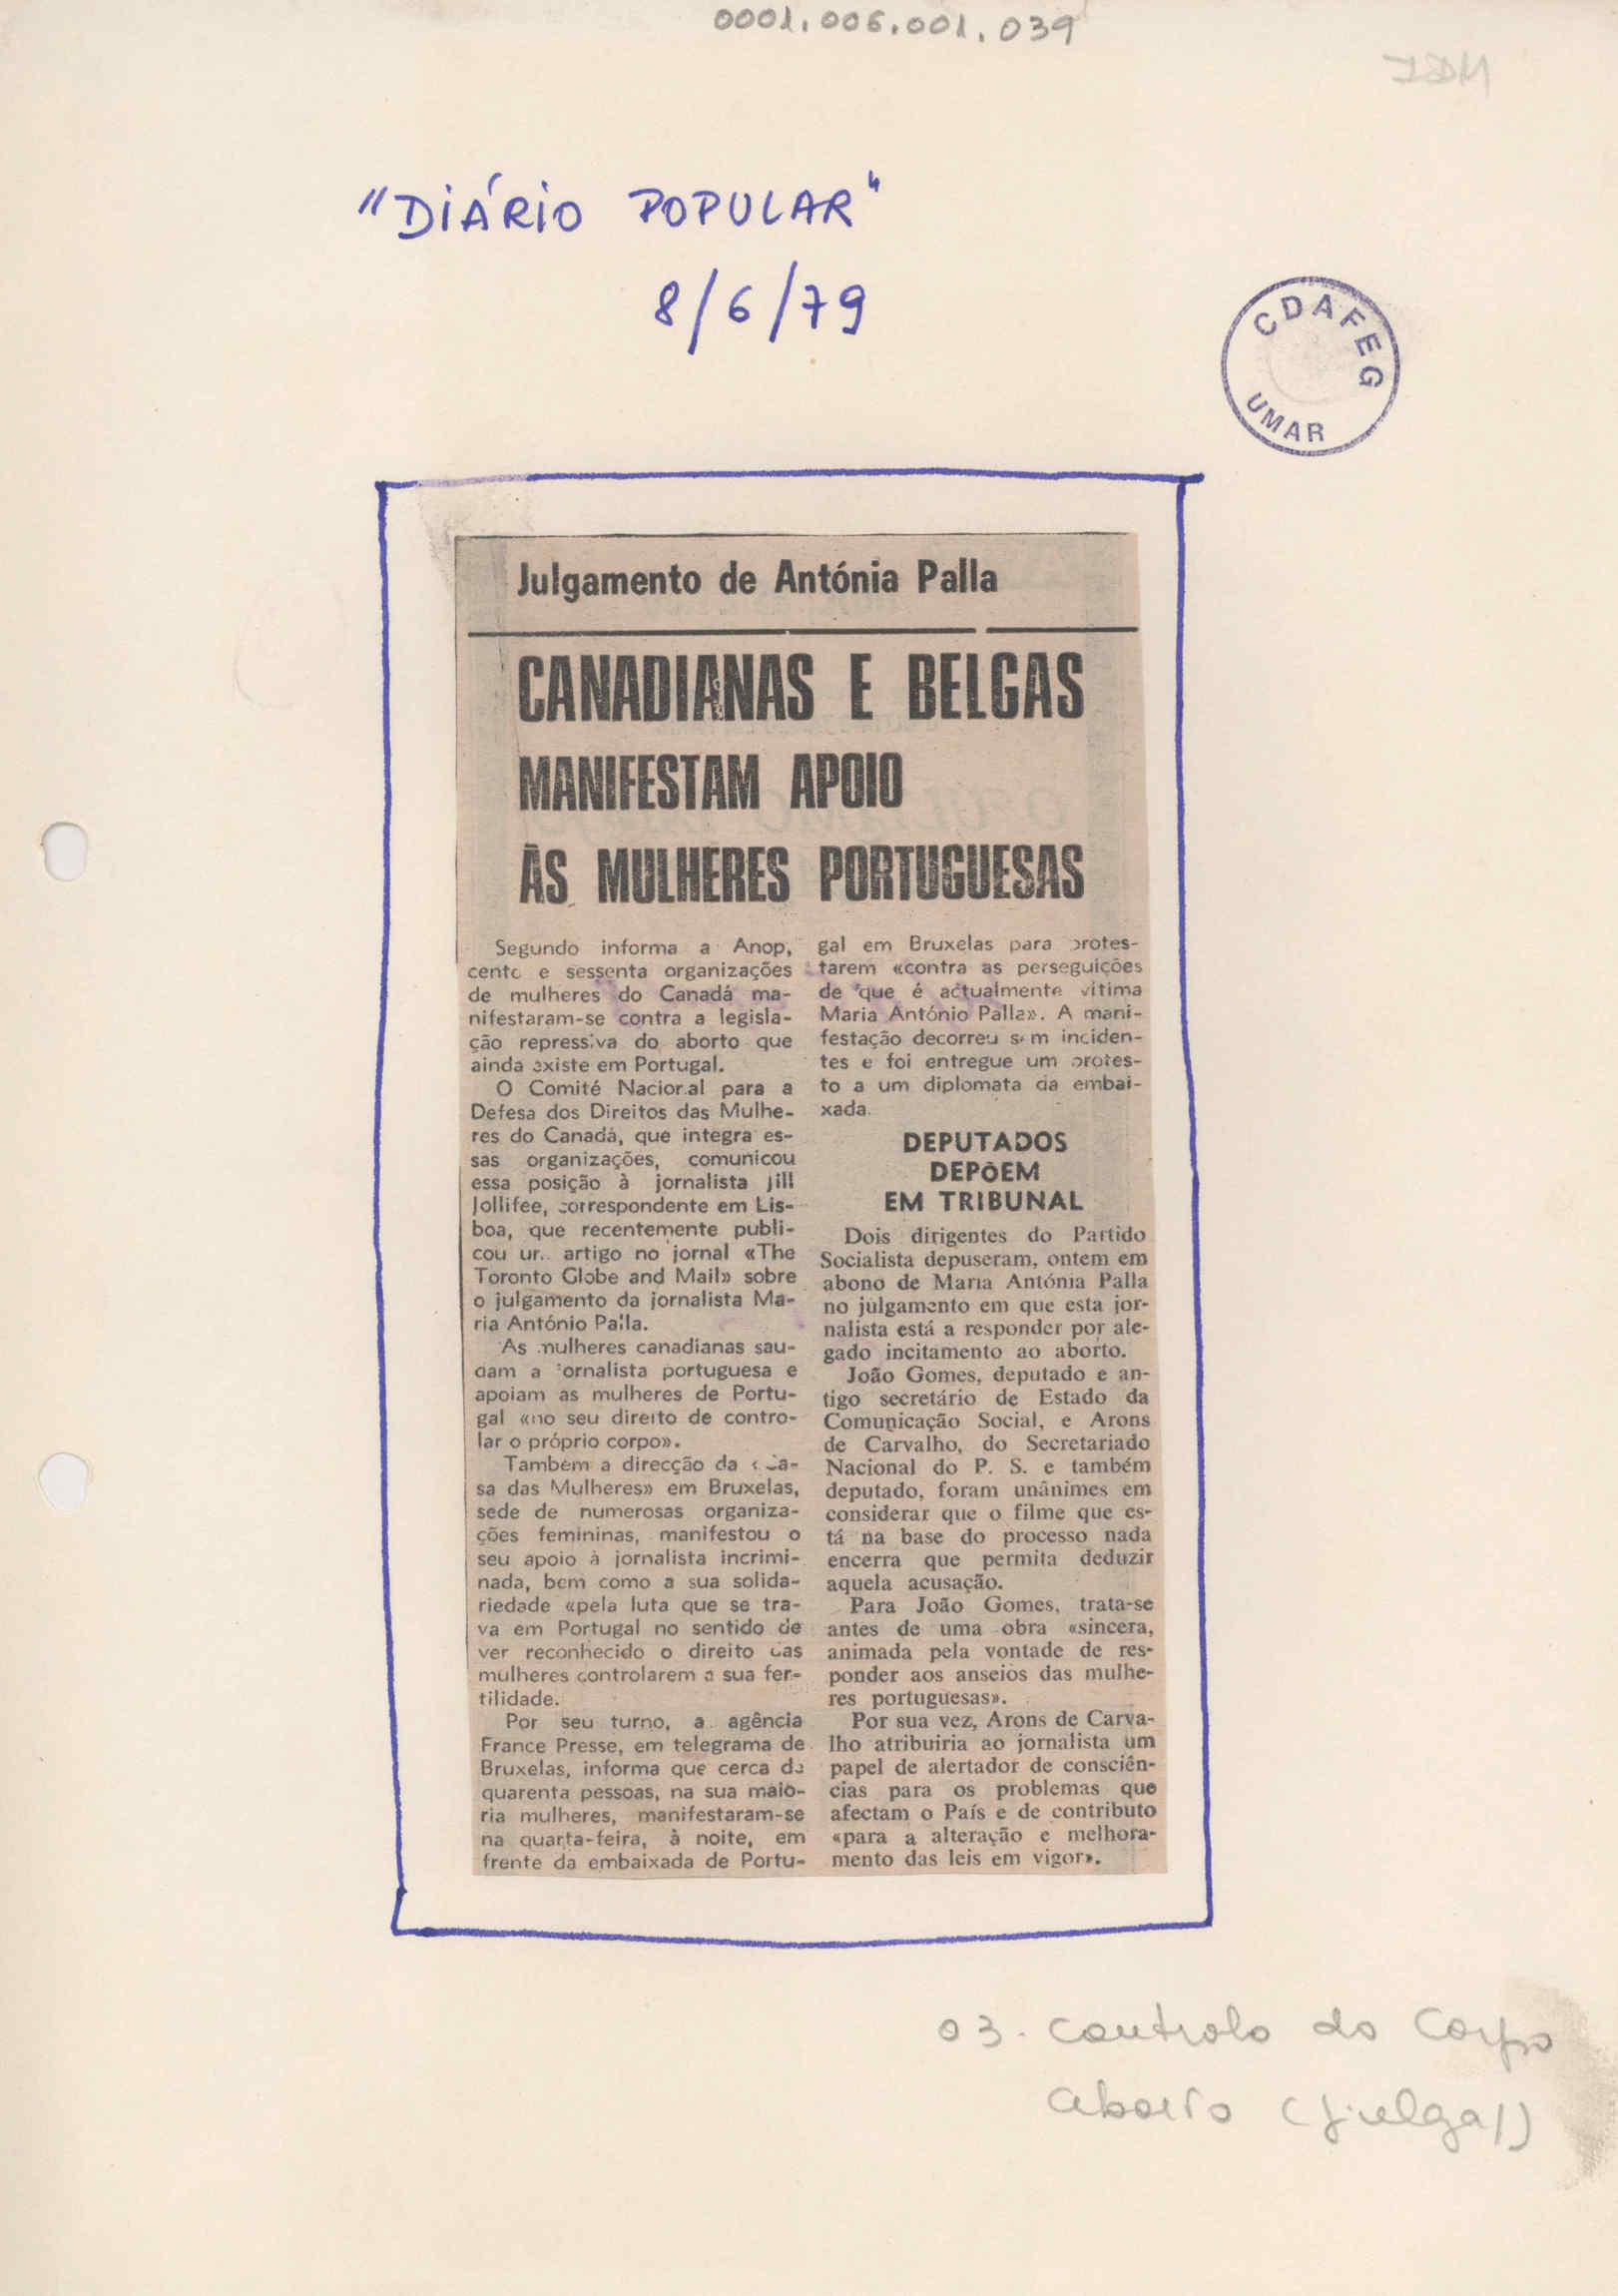 0001.006.001.039
"DIÁRIO POPULAR"
8/6/79
CDAFEG
UMAR
Julgamento de Antónia Palla
CANADIANAS E BELGAS
MANIFESTAM APOIO
ÀS MULHERES PORTUGUESAS
Segundo informa a Anop,
cento e sessenta organizações
de mulheres do Canadá ma-
nifestaram-se contra a legisla-
ção repressiva do aborto que
ainda existe em Portugal.
O Comité Nacional para a
Defesa dos Direitos das Mulhe-
res do Canadá, que integra es-
sas organizações, comunicou
essa posição à jornalista Jill
Jollifee, correspondente em Lis-
boa, que recentemente publi-
cou um artigo no jornal «The
Toronto Globe and Mail» sobre
o julgamento da jornalista Ma-
ria António Palla.
As mulheres canadianas sau-
dam a jornalista portuguesa e
apoiam as mulheres de Portu-
gal «no seu direito de contro-
lar o próprio corpo».
Também a direcção da «Ca-
sa das Mulheres» em Bruxelas,
sede de numerosas organiza-
ções femininas, manifestou o
seu apoio à jornalista incrimi-
nada, bem como a sua solida-
riedade «pela luta que se tra-
va em Portugal no sentido de
ver reconhecido o direito das
mulheres controlarem a sua fer-
tilidade.
Por seu turno, a agência
France Presse, em telegrama de
Bruxelas, informa que cerca de
quarenta pessoas, na sua maio-
ria mulheres, manifestaram-se
na quarta-feira, à noite, em
frente da embaixada de Portu-
gal em Bruxelas para protes-
tarem «contra as perseguições
de que é actualmente vítima
Maria António Palla». A mani-
festação decorreu sem inciden-
tes e foi entregue um protes-
to a um diplomata da embai-
xada.
DEPUTADOS
DEPÕEM
EM TRIBUNAL
Dois dirigentes do Partido
Socialista depuseram, ontem em
abono de Maria Antónia Palla
no julgamento em que esta jor-
nalista está a responder por ale-
gado incitamento ao aborto.
João Gomes, deputado e an-
tigo secretário de Estado da
Comunicação Social, e Arons
de Carvalho, do Secretariado
Nacional do P. S. e também
deputado, foram unânimes em
considerar que o filme que es-
tá na base do processo nada
encerra que permita deduzir
aquela acusação.
Para João Gomes, trata-se
antes de uma obra «sincera,
animada pela vontade de res-
ponder aos anseios das mulhe-
res portuguesas».
Por sua vez, Arons de Carva-
lho atribuiria ao jornalista um
papel de alertador de consciên-
cias para os problemas que
afectam o País e de contributo
«para a alteração e melhora-
mento das leis em vigor».
03. Controlo do Corpo
Aborto (julga/)